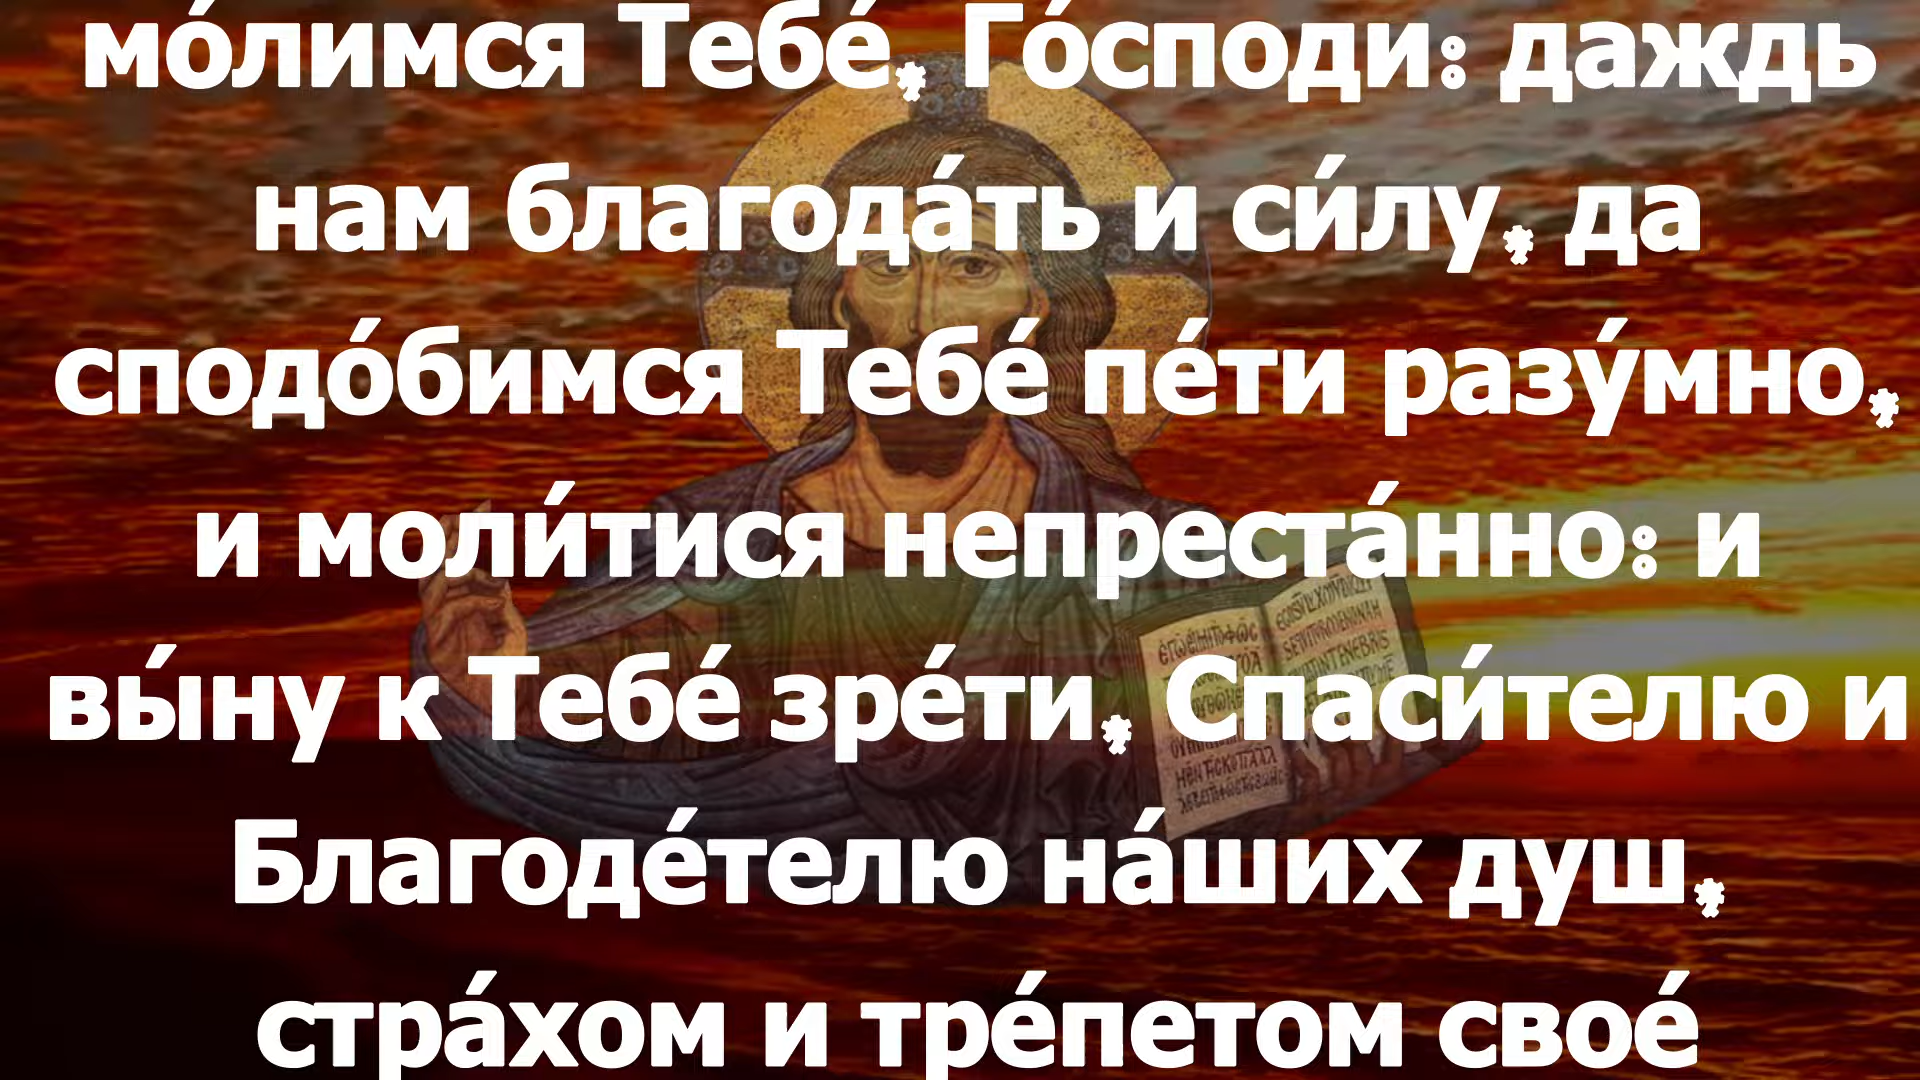 мо́лимся Тебе́, Го́споди: даждь
нам благода́ть и си́лу, да
сподо́бимся Тебе́ пе́ти разу́мно,
и моли́тися непреста́нно: и
вы́ну к Тебе́ зре́ти, Спаси́телю и
Благоде́телю на́ших душ,
стра́хом и тре́петом свое́